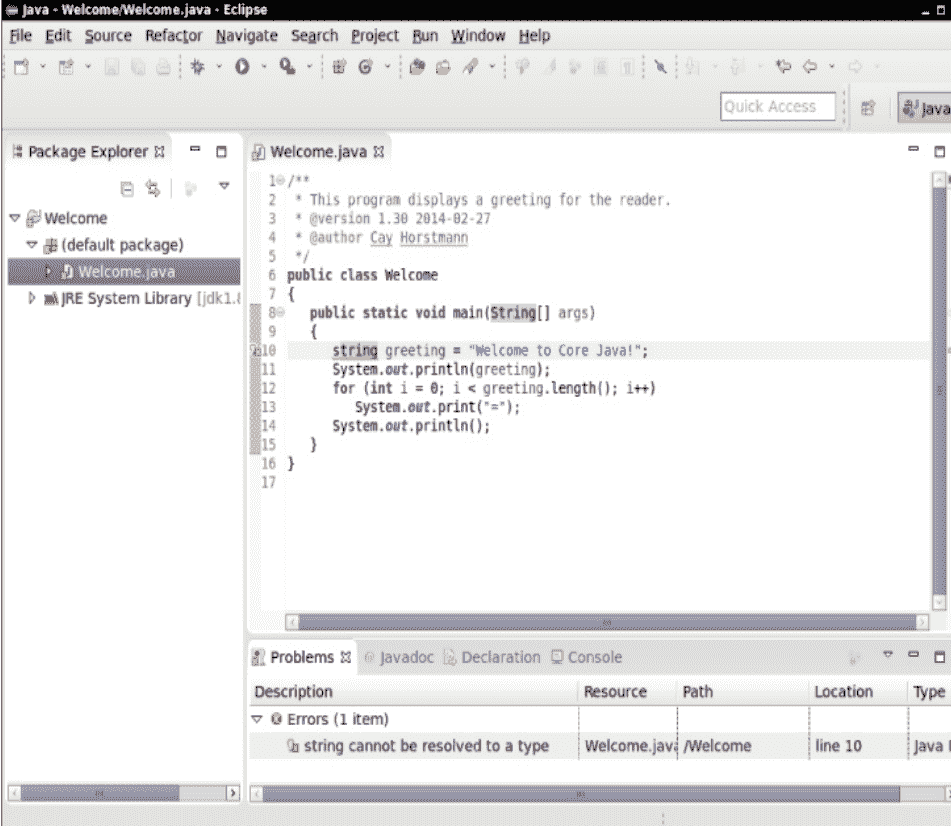 Java - Welcome/Welcome.java - Eclipse
File Edit Source Refactor Navigate Search Project Run Window Help
Quick Access
Java
Package Explorer
Welcome
(default package)
Welcome.java
JRE System Library [jdk1.8
Welcome.java
1 /**
2 * This program displays a greeting for the reader.
3 * @version 1.30 2014-02-27
4 * @author Cay Horstmann
5 */
6 public class Welcome
7 {
8 public static void main(String[] args)
9 {
10 string greeting = "Welcome to Core Java!";
11 System.out.println(greeting);
12 for (int i = 0; i < greeting.length(); i++)
13 System.out.print("=");
14 System.out.println();
15 }
16 }
17
Problems Javadoc Declaration Console
Description Resource Path Location Type
Errors (1 item)
string cannot be resolved to a type Welcome.java /Welcome line 10 Java